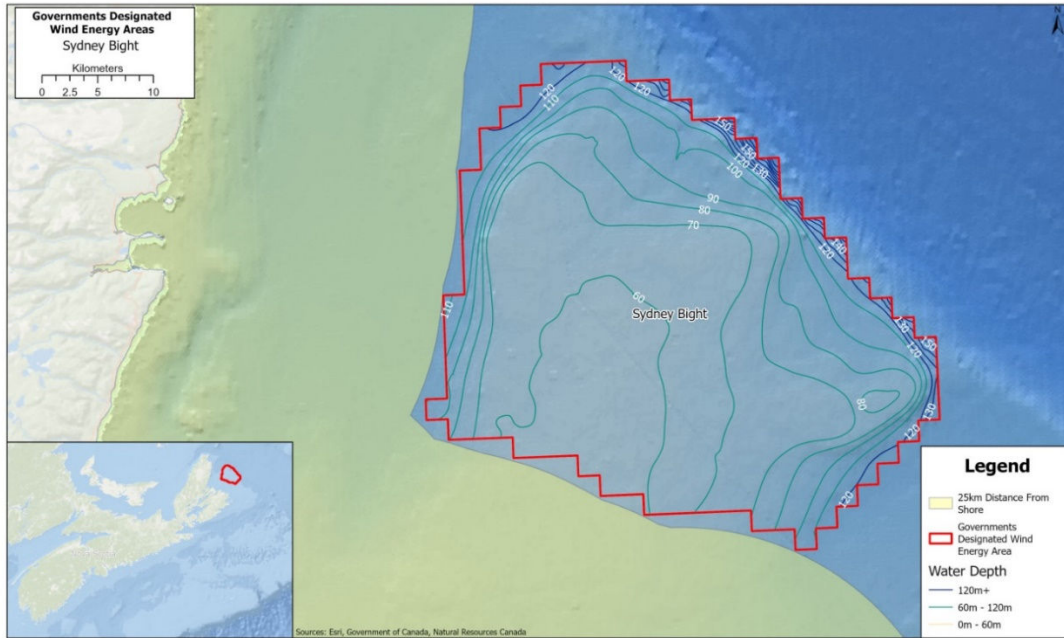 Governments Designated
Wind Energy Areas
Sydney Bight
Kilometers
0 2.5 5 10
N
120
120
120
110
150
150
120
130
100
90
80
70
160
120
110
60
Sydney Bight
130
150
120
80
130
120
120
Legend
25km Distance From
Shore
Governments
Designated Wind
Energy Area
Water Depth
120m+
60m - 120m
0m - 60m
Sources: Esri, Government of Canada, Natural Resources Canada